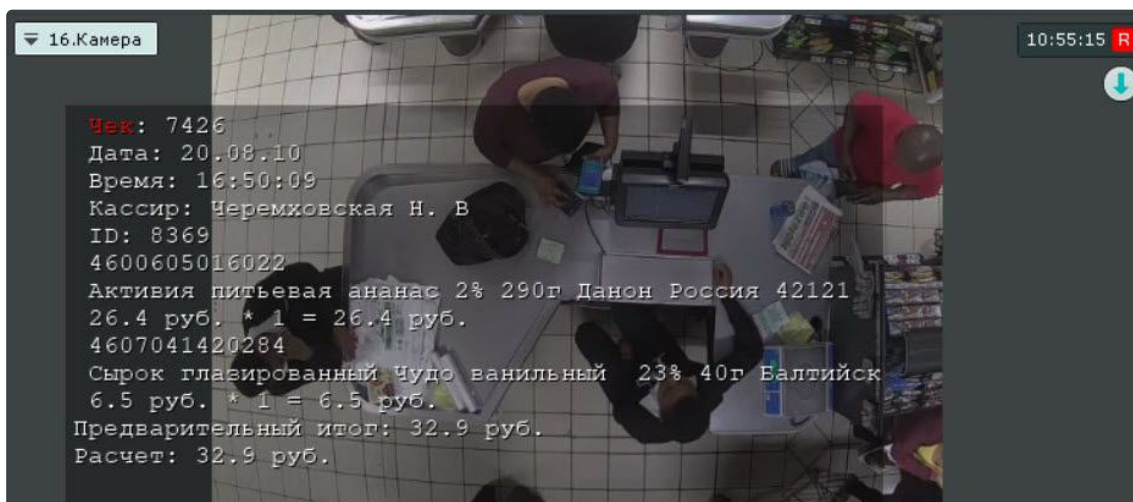 16.Камера
10:55:15 R
Чек: 7426
Дата: 20.08.10
Время: 16:50:09
Кассир: Черемховская Н. В
ID: 8369
4600605016022
Активия питьевая ананас 2% 290г Данон Россия 42121
26.4 руб. * 1 = 26.4 руб.
4607041420284
Сырок глазированный Чудо ванильный 23% 40г Балтийск
6.5 руб. * 1 = 6.5 руб.
Предварительный итог: 32.9 руб.
Расчет: 32.9 руб.